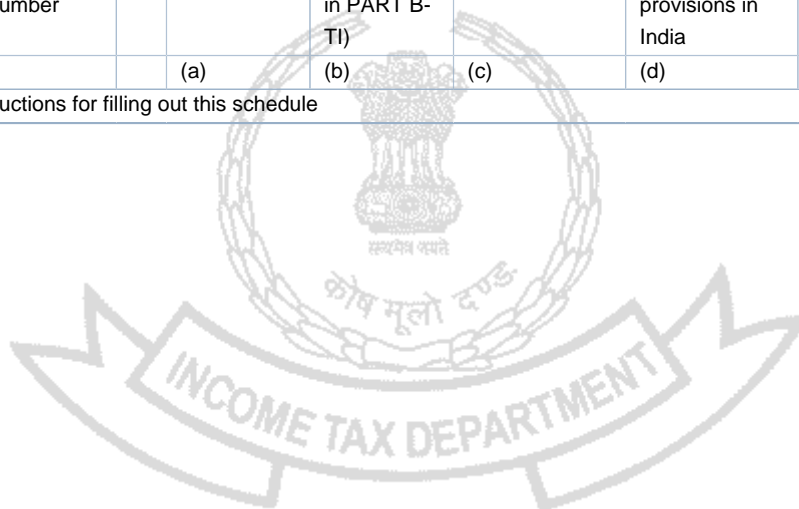 umber
in PART B-
provisions in
TI)
India
(a) (b) (c) (d)
uctions for filling out this schedule
सत्यमेव जयते
कोष मूलो दण्डः
INCOME TAX DEPARTMENT